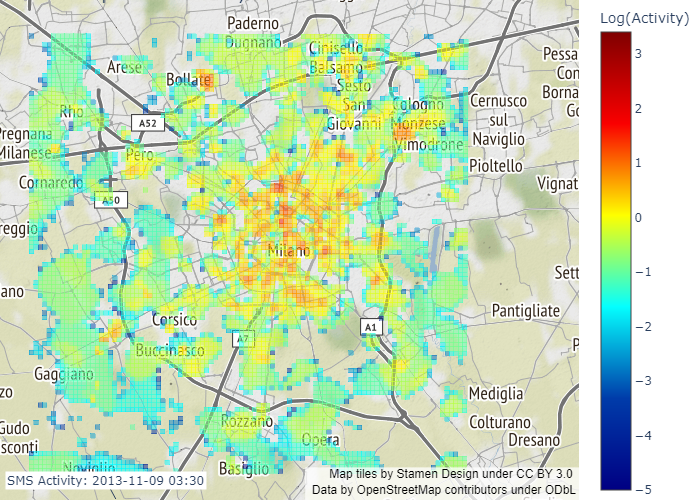 Log(Activity)
3
2
1
0
−1
−2
−3
−4
−5
Paderno
Dugnano
Cinisello
Balsamo
Arese
Bollate
Sesto
San
Giovanni
Cologno
Monzese
Vimodrone
Cernusco
sul
Naviglio
Pioltello
Pessa
Con
Borna
Go
Rho
A52
Pregnana
Milanese
Pero
Cornaredo
A50
Vignat
reggio
Milano
Sett
ano
Pantigliate
Corsico
A7
A1
P
Buccinasco
Gaggiano
Mediglia
zo
Rozzano
Colturano
Gudo
Opera
Dresano
sconti
Noviglio
Basiglio
SMS Activity: 2013-11-09 03:30
Map tiles by Stamen Design under CC BY 3.0
Data by OpenStreetMap contributors under ODbL